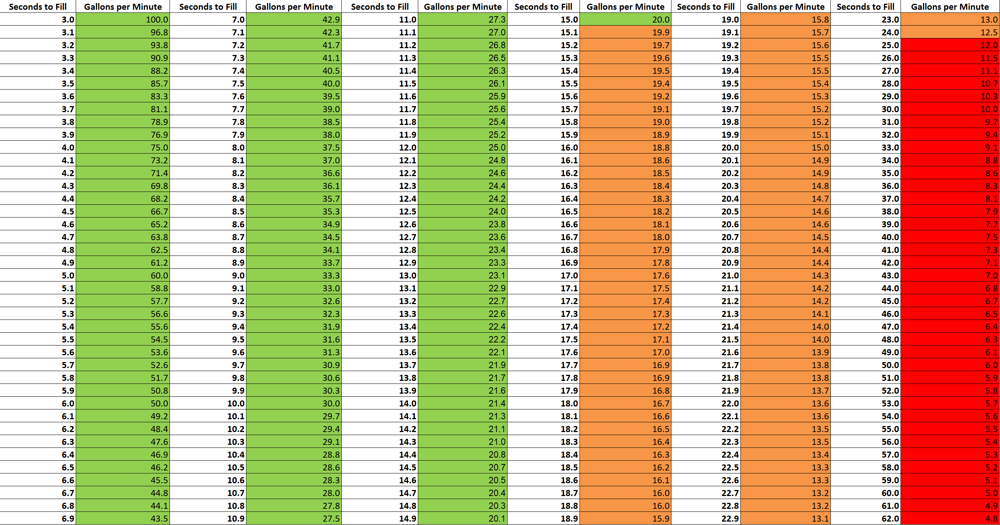 Seconds to Fill Gallons per Minute Seconds to Fill Gallons per Minute Seconds to Fill Gallons per Minute Seconds to Fill Gallons per Minute Seconds to Fill Gallons per Minute Seconds to Fill Gallons per Minute
3.0 100.0 7.0 42.9 11.0 27.3 15.0 20.0 19.0 15.8 23.0 13.0
3.1 96.8 7.1 42.3 11.1 27.0 15.1 19.9 19.1 15.7 24.0 12.5
3.2 93.8 7.2 41.7 11.2 26.8 15.2 19.7 19.2 15.6 25.0 12.0
3.3 90.9 7.3 41.1 11.3 26.5 15.3 19.6 19.3 15.5 26.0 11.5
3.4 88.2 7.4 40.5 11.4 26.3 15.4 19.5 19.4 15.5 27.0 11.1
3.5 85.7 7.5 40.0 11.5 26.1 15.5 19.4 19.5 15.4 28.0 10.7
3.6 83.3 7.6 39.5 11.6 25.9 15.6 19.2 19.6 15.3 29.0 10.3
3.7 81.1 7.7 39.0 11.7 25.6 15.7 19.1 19.7 15.2 30.0 10.0
3.8 78.9 7.8 38.5 11.8 25.4 15.8 19.0 19.8 15.2 31.0 9.7
3.9 76.9 7.9 38.0 11.9 25.2 15.9 18.9 19.9 15.1 32.0 9.4
4.0 75.0 8.0 37.5 12.0 25.0 16.0 18.8 20.0 15.0 33.0 9.1
4.1 73.2 8.1 37.0 12.1 24.8 16.1 18.6 20.1 14.9 34.0 8.8
4.2 71.4 8.2 36.6 12.2 24.6 16.2 18.5 20.2 14.9 35.0 8.6
4.3 69.8 8.3 36.1 12.3 24.4 16.3 18.4 20.3 14.8 36.0 8.3
4.4 68.2 8.4 35.7 12.4 24.2 16.4 18.3 20.4 14.7 37.0 8.1
4.5 66.7 8.5 35.3 12.5 24.0 16.5 18.2 20.5 14.6 38.0 7.9
4.6 65.2 8.6 34.9 12.6 23.8 16.6 18.1 20.6 14.6 39.0 7.7
4.7 63.8 8.7 34.5 12.7 23.6 16.7 18.0 20.7 14.5 40.0 7.5
4.8 62.5 8.8 34.1 12.8 23.4 16.8 17.9 20.8 14.4 41.0 7.3
4.9 61.2 8.9 33.7 12.9 23.3 16.9 17.8 20.9 14.4 42.0 7.1
5.0 60.0 9.0 33.3 13.0 23.1 17.0 17.6 21.0 14.3 43.0 7.0
5.1 58.8 9.1 33.0 13.1 22.9 17.1 17.5 21.1 14.2 44.0 6.8
5.2 57.7 9.2 32.6 13.2 22.7 17.2 17.4 21.2 14.2 45.0 6.7
5.3 56.6 9.3 32.3 13.3 22.6 17.3 17.3 21.3 14.1 46.0 6.5
5.4 55.6 9.4 31.9 13.4 22.4 17.4 17.2 21.4 14.0 47.0 6.4
5.5 54.5 9.5 31.6 13.5 22.2 17.5 17.1 21.5 14.0 48.0 6.3
5.6 53.6 9.6 31.3 13.6 22.1 17.6 17.0 21.6 13.9 49.0 6.1
5.7 52.6 9.7 30.9 13.7 21.9 17.7 16.9 21.7 13.8 50.0 6.0
5.8 51.7 9.8 30.6 13.8 21.7 17.8 16.9 21.8 13.8 51.0 5.9
5.9 50.8 9.9 30.3 13.9 21.6 17.9 16.8 21.9 13.7 52.0 5.8
6.0 50.0 10.0 30.0 14.0 21.4 18.0 16.7 22.0 13.6 53.0 5.7
6.1 49.2 10.1 29.7 14.1 21.3 18.1 16.6 22.1 13.6 54.0 5.6
6.2 48.4 10.2 29.4 14.2 21.1 18.2 16.5 22.2 13.5 55.0 5.5
6.3 47.6 10.3 29.1 14.3 21.0 18.3 16.4 22.3 13.5 56.0 5.4
6.4 46.9 10.4 28.8 14.4 20.8 18.4 16.3 22.4 13.4 57.0 5.3
6.5 46.2 10.5 28.6 14.5 20.7 18.5 16.2 22.5 13.3 58.0 5.2
6.6 45.5 10.6 28.3 14.6 20.5 18.6 16.1 22.6 13.3 59.0 5.1
6.7 44.8 10.7 28.0 14.7 20.4 18.7 16.0 22.7 13.2 60.0 5.0
6.8 44.1 10.8 27.8 14.8 20.3 18.8 16.0 22.8 13.2 61.0 4.9
6.9 43.5 10.9 27.5 14.9 20.1 18.9 15.9 22.9 13.1 62.0 4.8